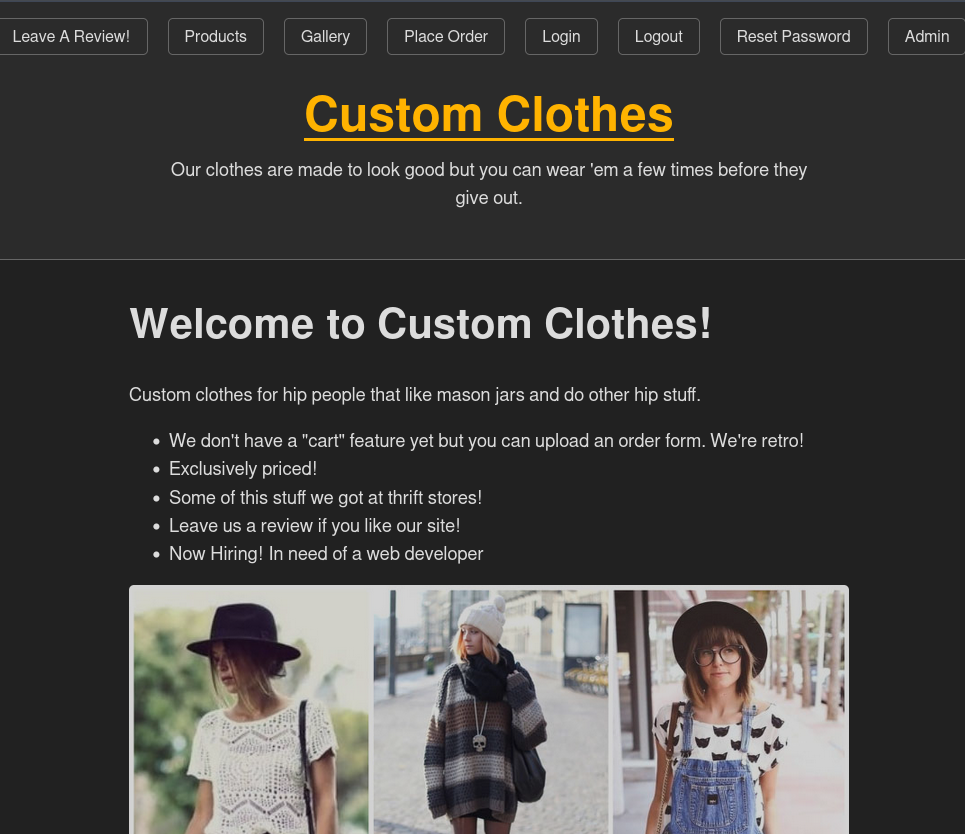 Leave A Review!
Products
Gallery
Place Order
Login
Logout
Reset Password
Admin
Custom Clothes
Our clothes are made to look good but you can wear 'em a few times before they
give out.
Welcome to Custom Clothes!
Custom clothes for hip people that like mason jars and do other hip stuff.
We don't have a "cart" feature yet but you can upload an order form. We're retro!
Exclusively priced!
Some of this stuff we got at thrift stores!
Leave us a review if you like our site!
Now Hiring! In need of a web developer